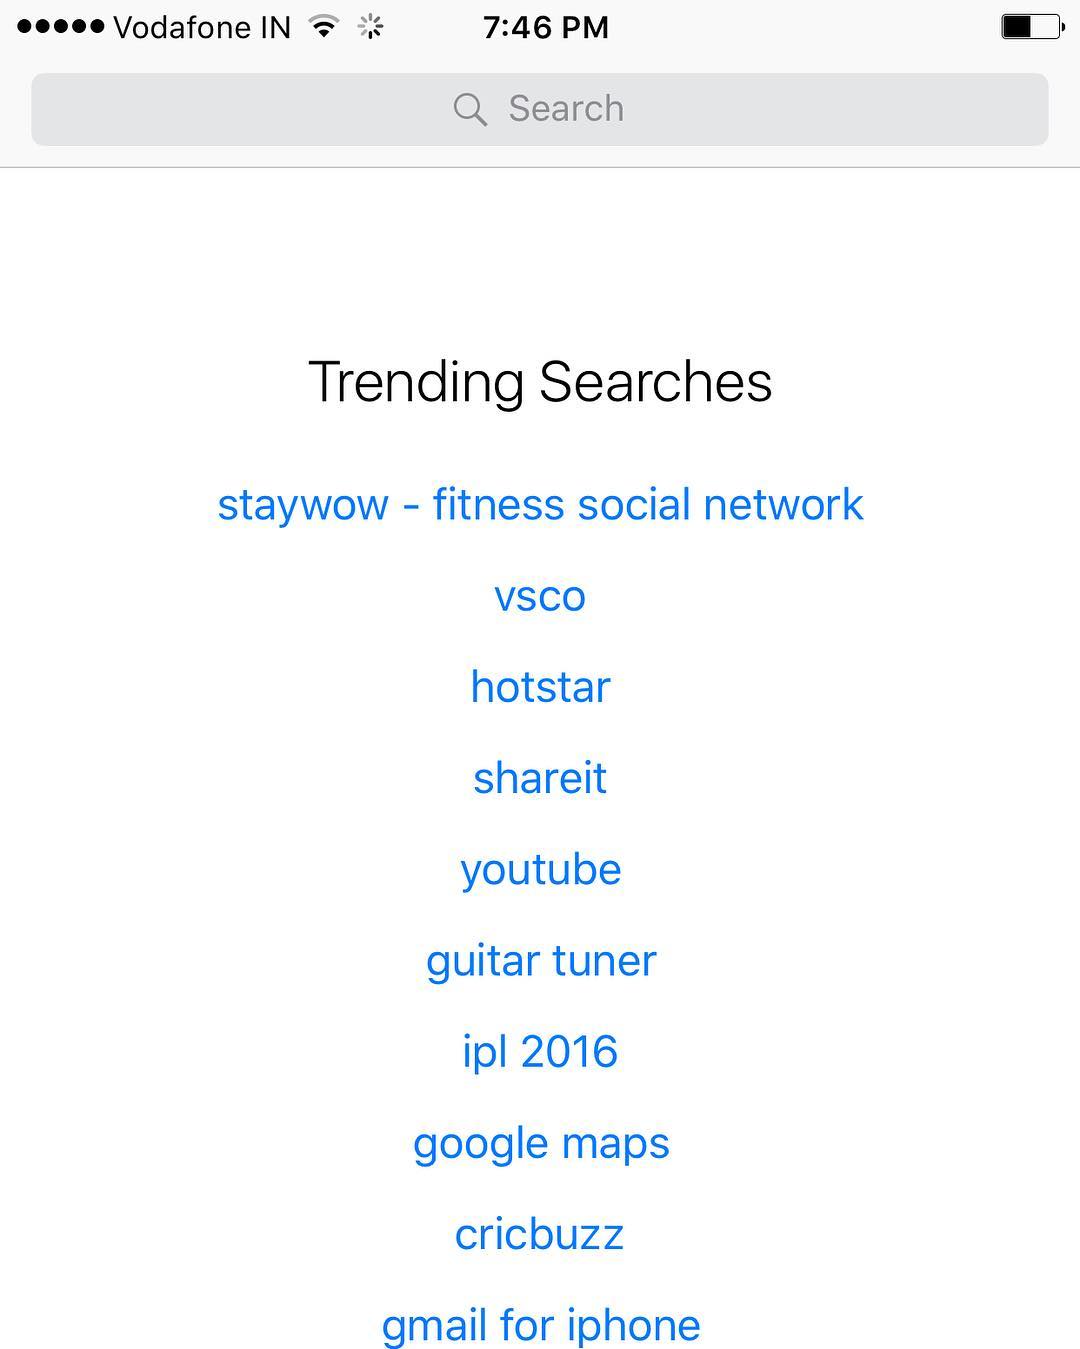 Vodafone IN 7:46 PM
Search
Trending Searches
staywow - fitness social network
vsco
hotstar
shareit
youtube
guitar tuner
ipl 2016
google maps
cricbuzz
gmail for iphone